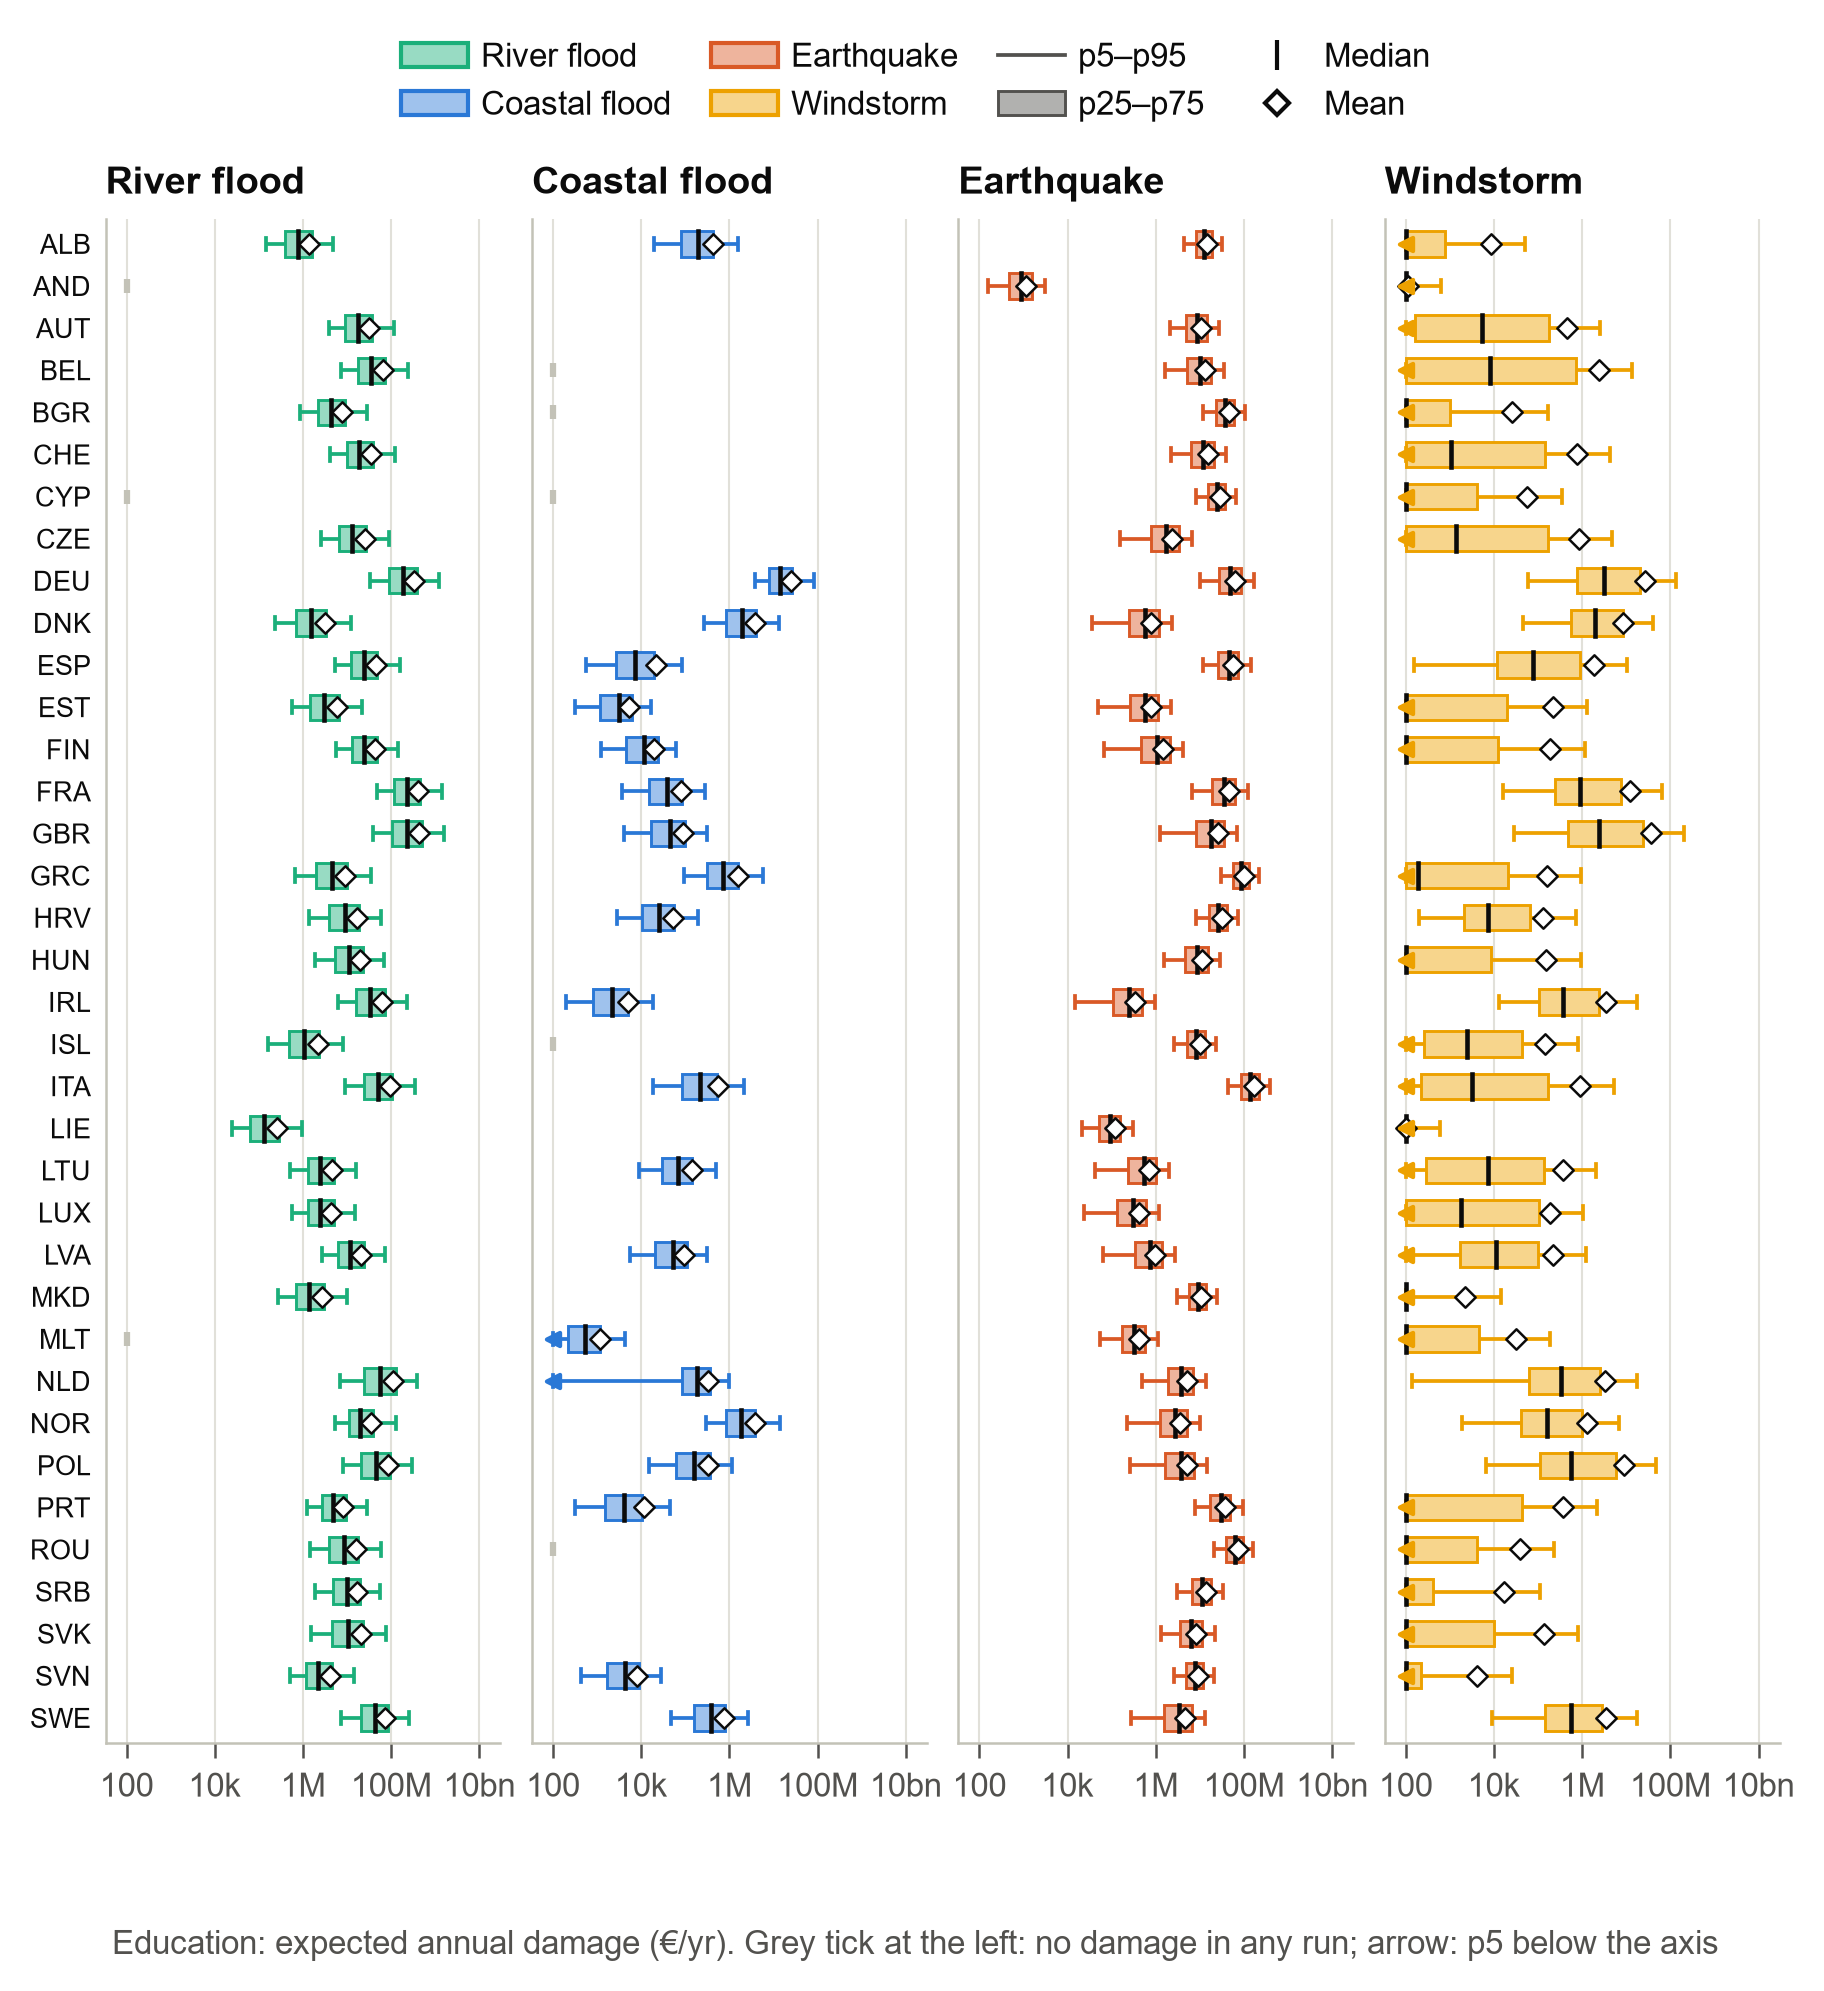 River flood
Earthquake
p5–p95
Median
Coastal flood
Windstorm
p25–p75
Mean
River flood
Coastal flood
Earthquake
Windstorm
ALB
AND
AUT
BEL
BGR
CHE
CYP
CZE
DEU
DNK
ESP
EST
FIN
FRA
GBR
GRC
HRV
HUN
IRL
ISL
ITA
LIE
LTU
LUX
LVA
MKD
MLT
NLD
NOR
POL
PRT
ROU
SRB
SVK
SVN
SWE
100 10k 1M 100M 10bn
100 10k 1M 100M 10bn
100 10k 1M 100M 10bn
100 10k 1M 100M 10bn
Education: expected annual damage (€/yr). Grey tick at the left: no damage in any run; arrow: p5 below the axis